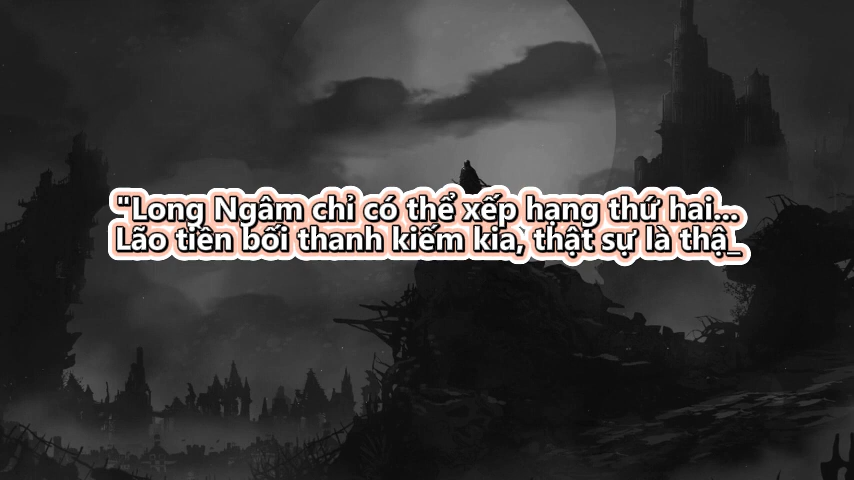 "Long Ngâm chỉ có thể xếp hạng thứ hai...
Lão tiền bối thanh kiếm kia, thật sự là thậ_